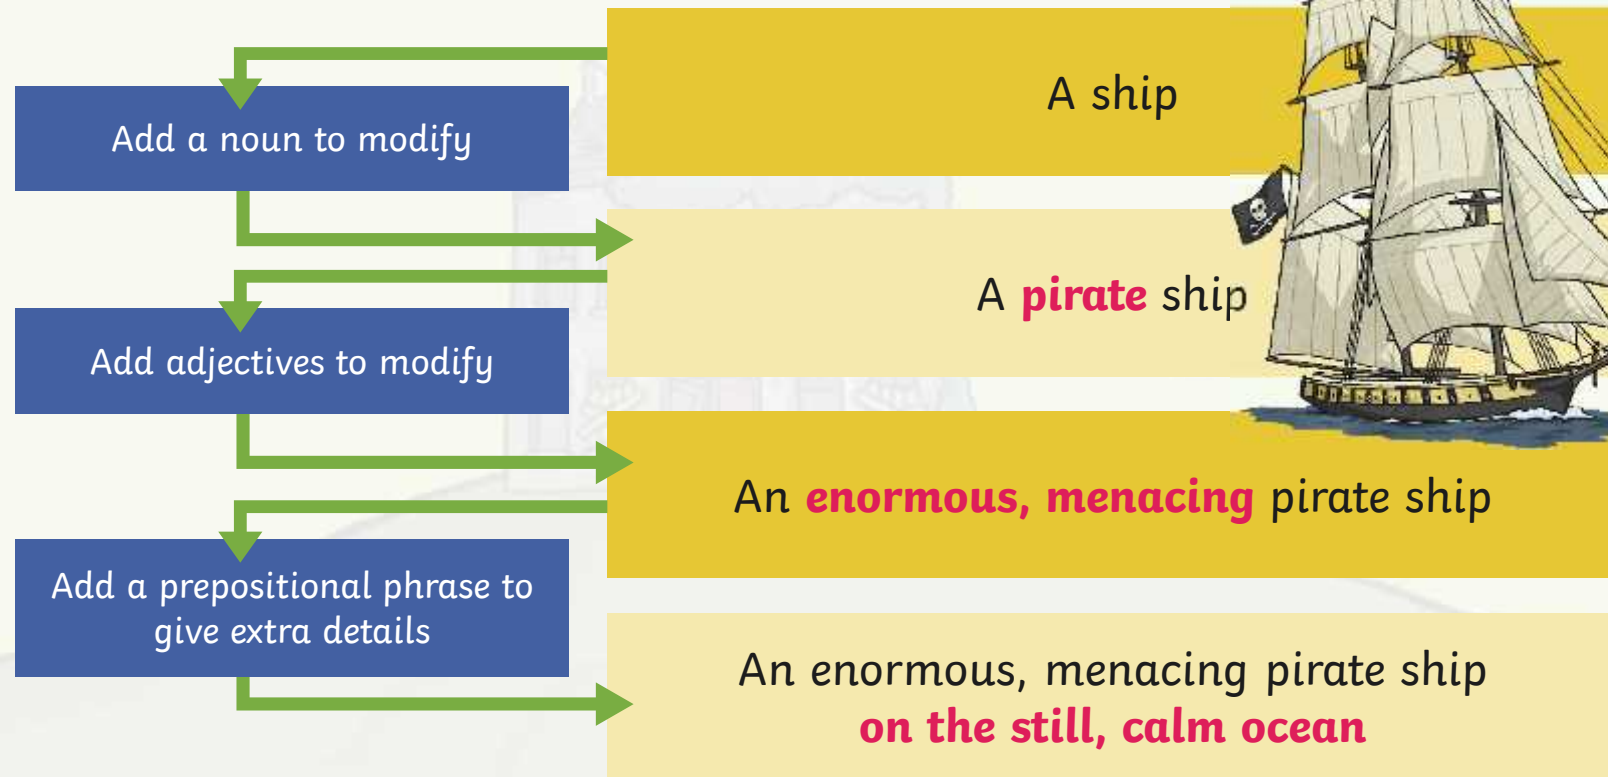 A ship
Add a noun to modify
A pirate ship
Add adjectives to modify
An enormous, menacing pirate ship
Add a prepositional phrase to
give extra details
An enormous, menacing pirate ship
on the still, calm ocean